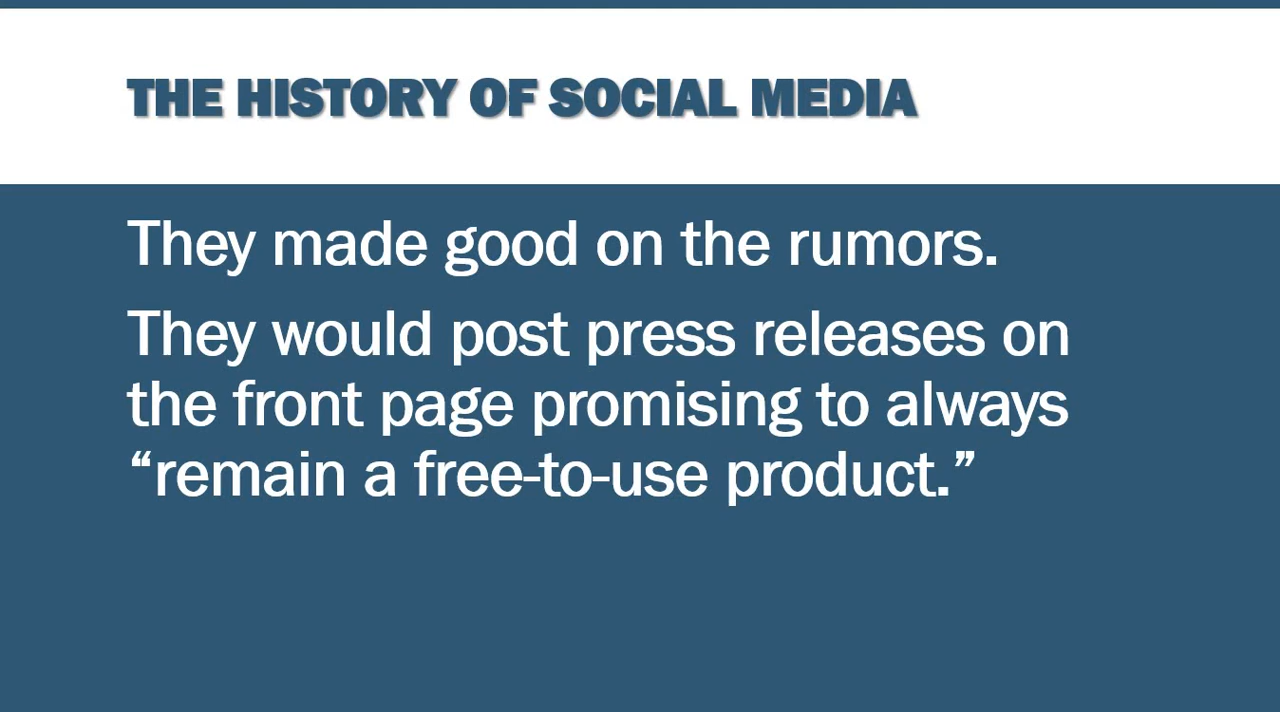 THE HISTORY OF SOCIAL MEDIA
They made good on the rumors.
They would post press releases on
the front page promising to always
“remain a free-to-use product.”